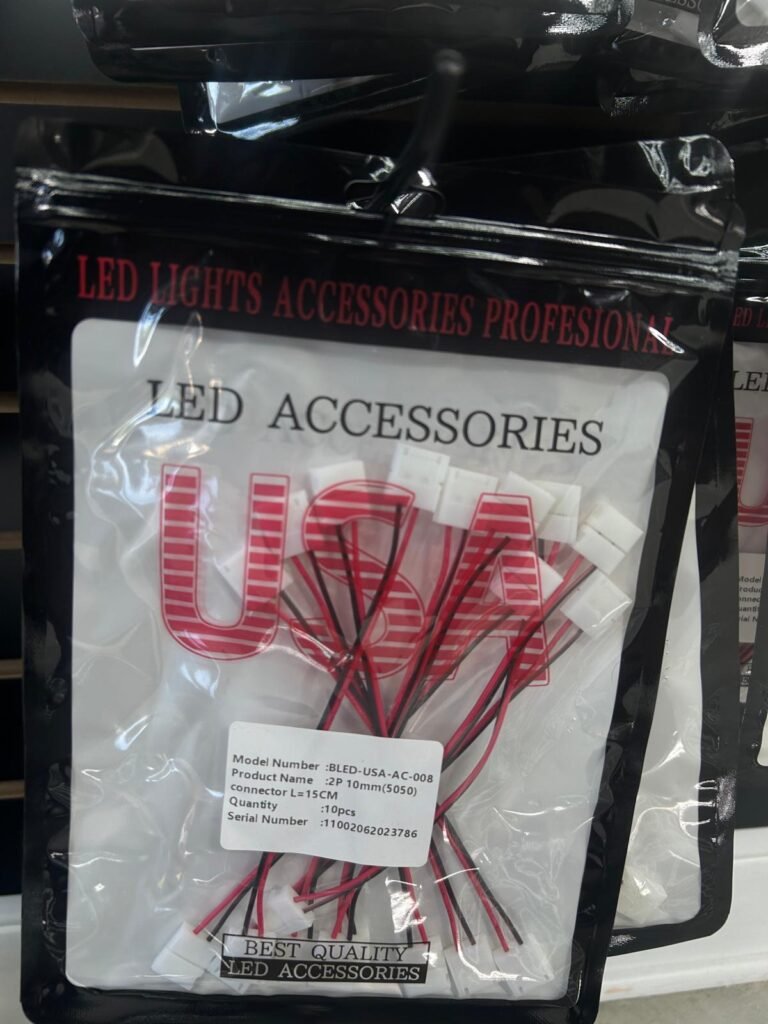 LED LIGHTS ACCESSORIES PROFESIONAL
LED ACCESSORIES
USA
Model Number :BLED-USA-AC-008
Product Name :2P 10mm(5050)
connector L=15CM
Quantity :10pcs
Serial Number :11002062023786
BEST QUALITY
LED ACCESSORIES